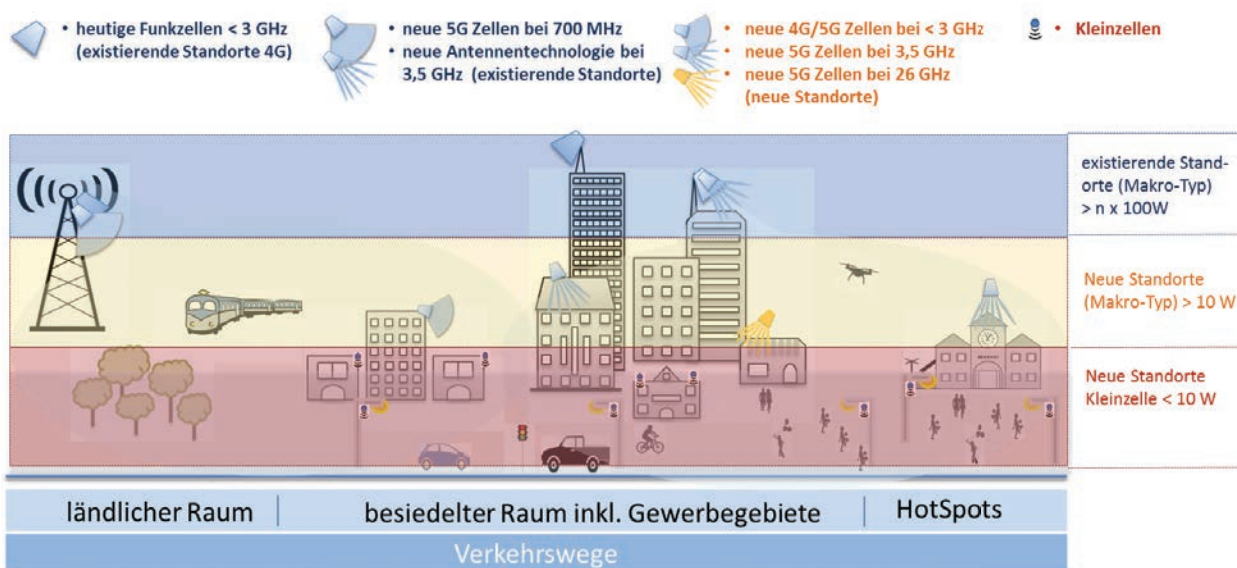 • heutige Funkzellen < 3 GHz
(existierende Standorte 4G)
• neue 5G Zellen bei 700 MHz
• neue Antennentechnologie bei
3,5 GHz (existierende Standorte)
• neue 4G/5G Zellen bei < 3 GHz
• neue 5G Zellen bei 3,5 GHz
• neue 5G Zellen bei 26 GHz
(neue Standorte)
• Kleinzellen
existierende Stand-
orte (Makro-Typ)
> n x 100W
Neue Standorte
(Makro-Typ) > 10 W
Neue Standorte
Kleinzelle < 10 W
ländlicher Raum
besiedelter Raum inkl. Gewerbegebiete
HotSpots
Verkehrswege